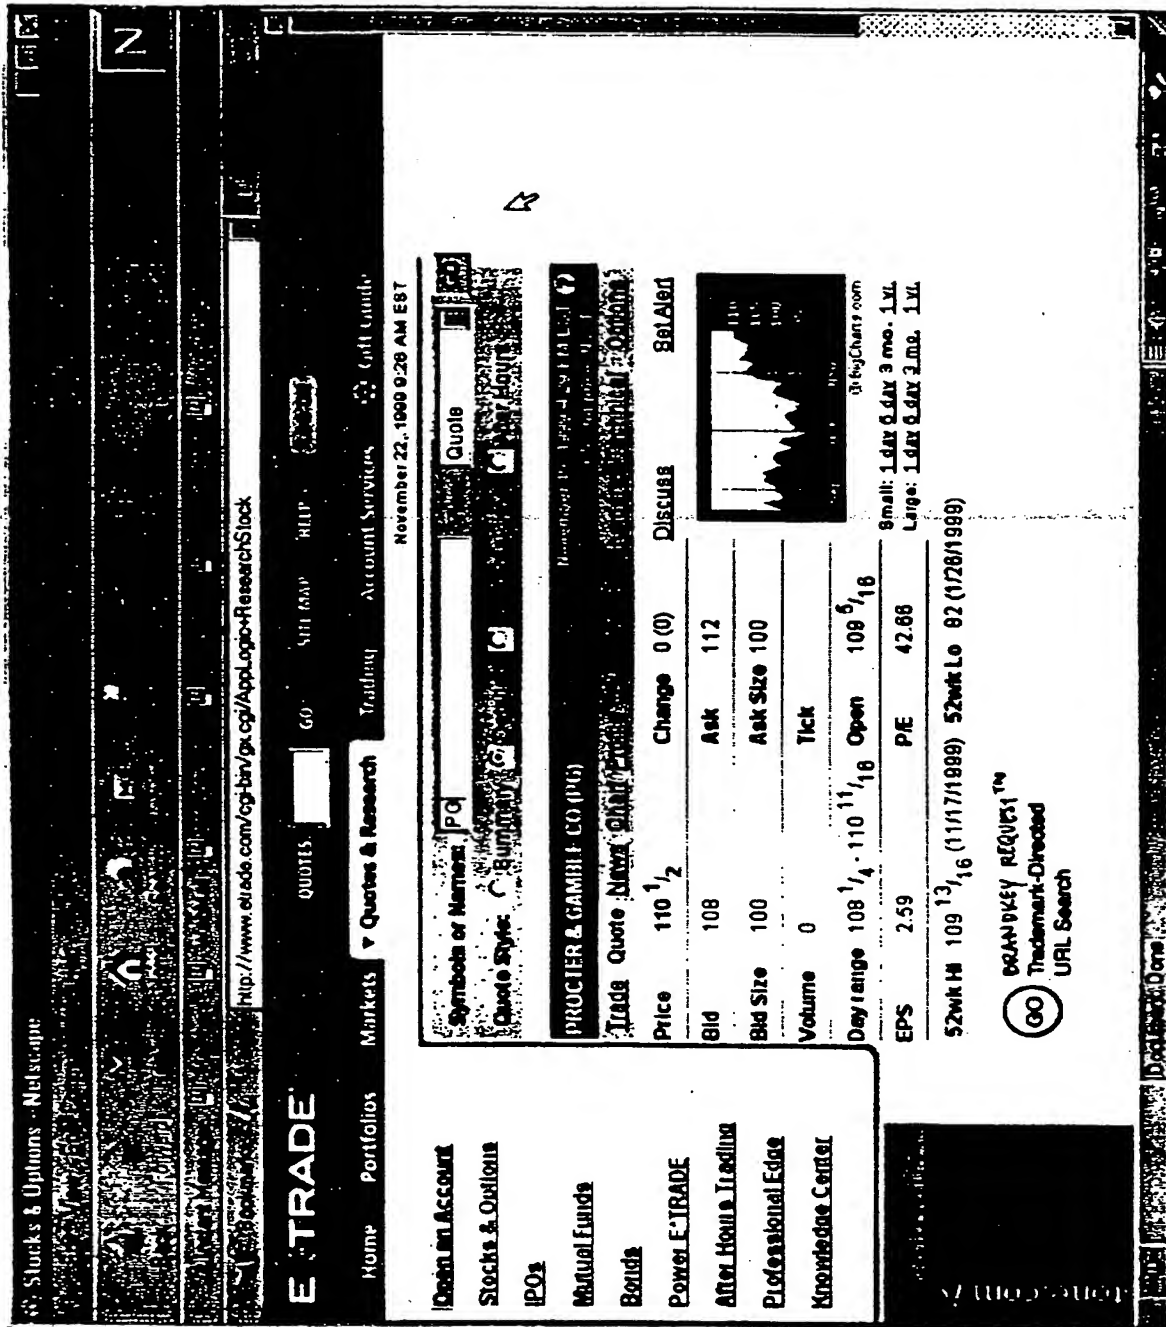 Stocks & Options - Netscape
N
http://www.etrade.com/cgi-bin/gx.cgi/AppLogic+ResearchStock
E*TRADE
QUOTES GO SITE MAP HELP
Home Portfolios Markets ▼ Quotes & Research Trading Account Services Gift Guide
November 22, 1999 9:26 AM EST
Open an Account
Stocks & Options
IPOs
Mutual Funds
Bonds
Power E*TRADE
After Hours Trading
Professional Edge
Knowledge Center
Symbols or Names: PG Quote
Quote Style: Summary After Hours
PROCTER & GAMBLE CO (PG)
Trade Quote News Chart Options
Price 110 1/2 Change 0 (0) Discuss Set Alert
Bid 108 Ask 112
Bid Size 100 Ask Size 100
Volume 0 Tick
Day range 108 1/4 - 110 11/16 Open 109 5/16
EPS 2.59 P/E 42.66
52wk Hi 109 13/16 (11/17/1999) 52wk Lo 82 (1/28/1999)
BigCharts.com
Small: 1 day 5 day 3 mo. 1 yr.
Large: 1 day 5 day 3 mo. 1 yr.
GO BRANDKEY REQUEST™
Trademark-Directed
URL Search
Document Done